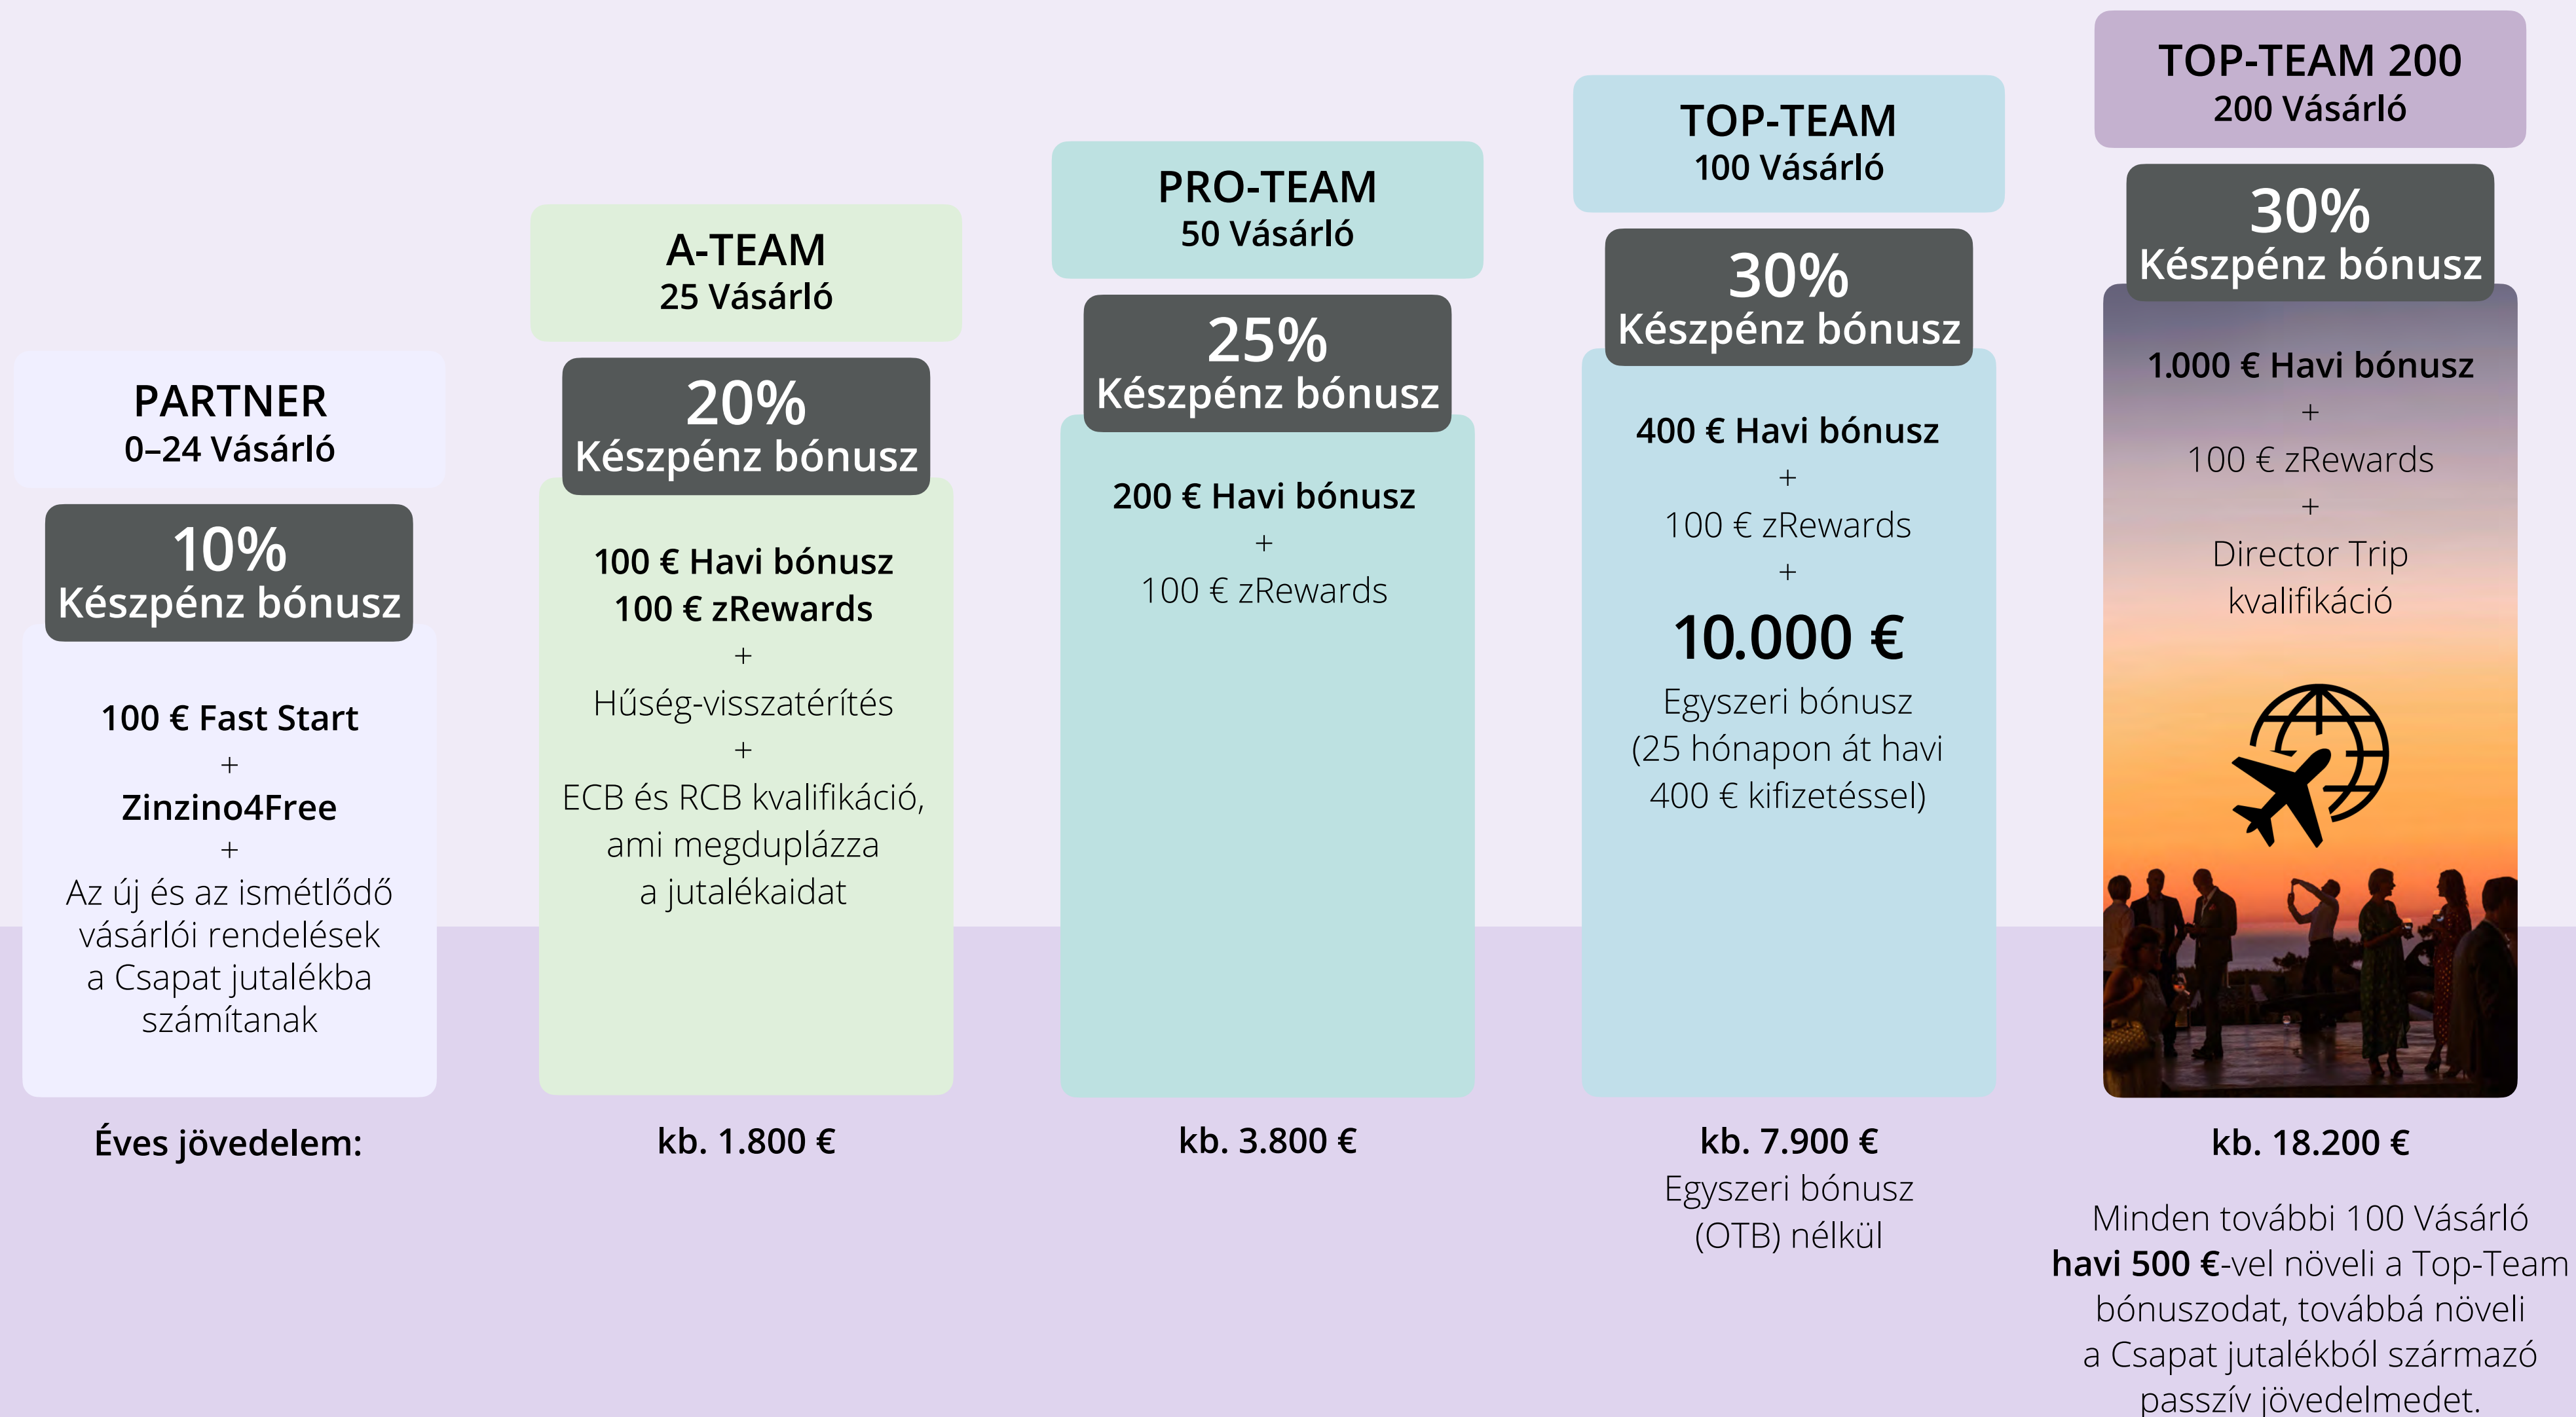 PARTNER
0–24 Vásárló
10%
Készpénz bónusz
100 € Fast Start
+
Zinzino4Free
+
Az új és az ismétlődő
vásárlói rendelések
a Csapat jutalékba
számítanak
Éves jövedelem:
A-TEAM
25 Vásárló
20%
Készpénz bónusz
100 € Havi bónusz
100 € zRewards
+
Hűség-visszatérítés
+
ECB és RCB kvalifikáció,
ami megduplázza
a jutalékaidat
kb. 1.800 €
PRO-TEAM
50 Vásárló
25%
Készpénz bónusz
200 € Havi bónusz
+
100 € zRewards
kb. 3.800 €
TOP-TEAM
100 Vásárló
30%
Készpénz bónusz
400 € Havi bónusz
+
100 € zRewards
+
10.000 €
Egyszeri bónusz
(25 hónapon át havi
400 € kifizetéssel)
kb. 7.900 €
Egyszeri bónusz
(OTB) nélkül
TOP-TEAM 200
200 Vásárló
30%
Készpénz bónusz
1.000 € Havi bónusz
+
100 € zRewards
+
Director Trip
kvalifikáció
kb. 18.200 €
Minden további 100 Vásárló
havi 500 €-vel növeli a Top-Team
bónuszodat, továbbá növeli
a Csapat jutalékból származó
passzív jövedelmedet.